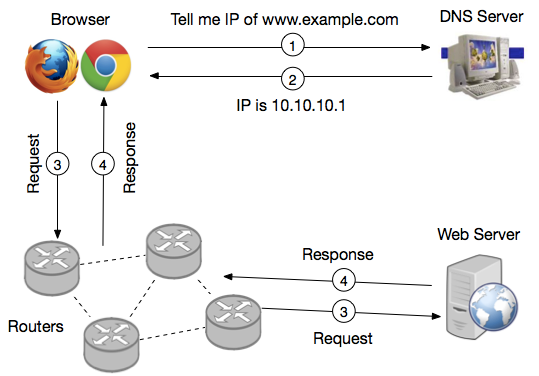 Browser
Tell me IP of www.example.com
DNS Server
1
2
IP is 10.10.10.1
Request
3
4
Response
Web Server
Response
4
3
Request
Routers